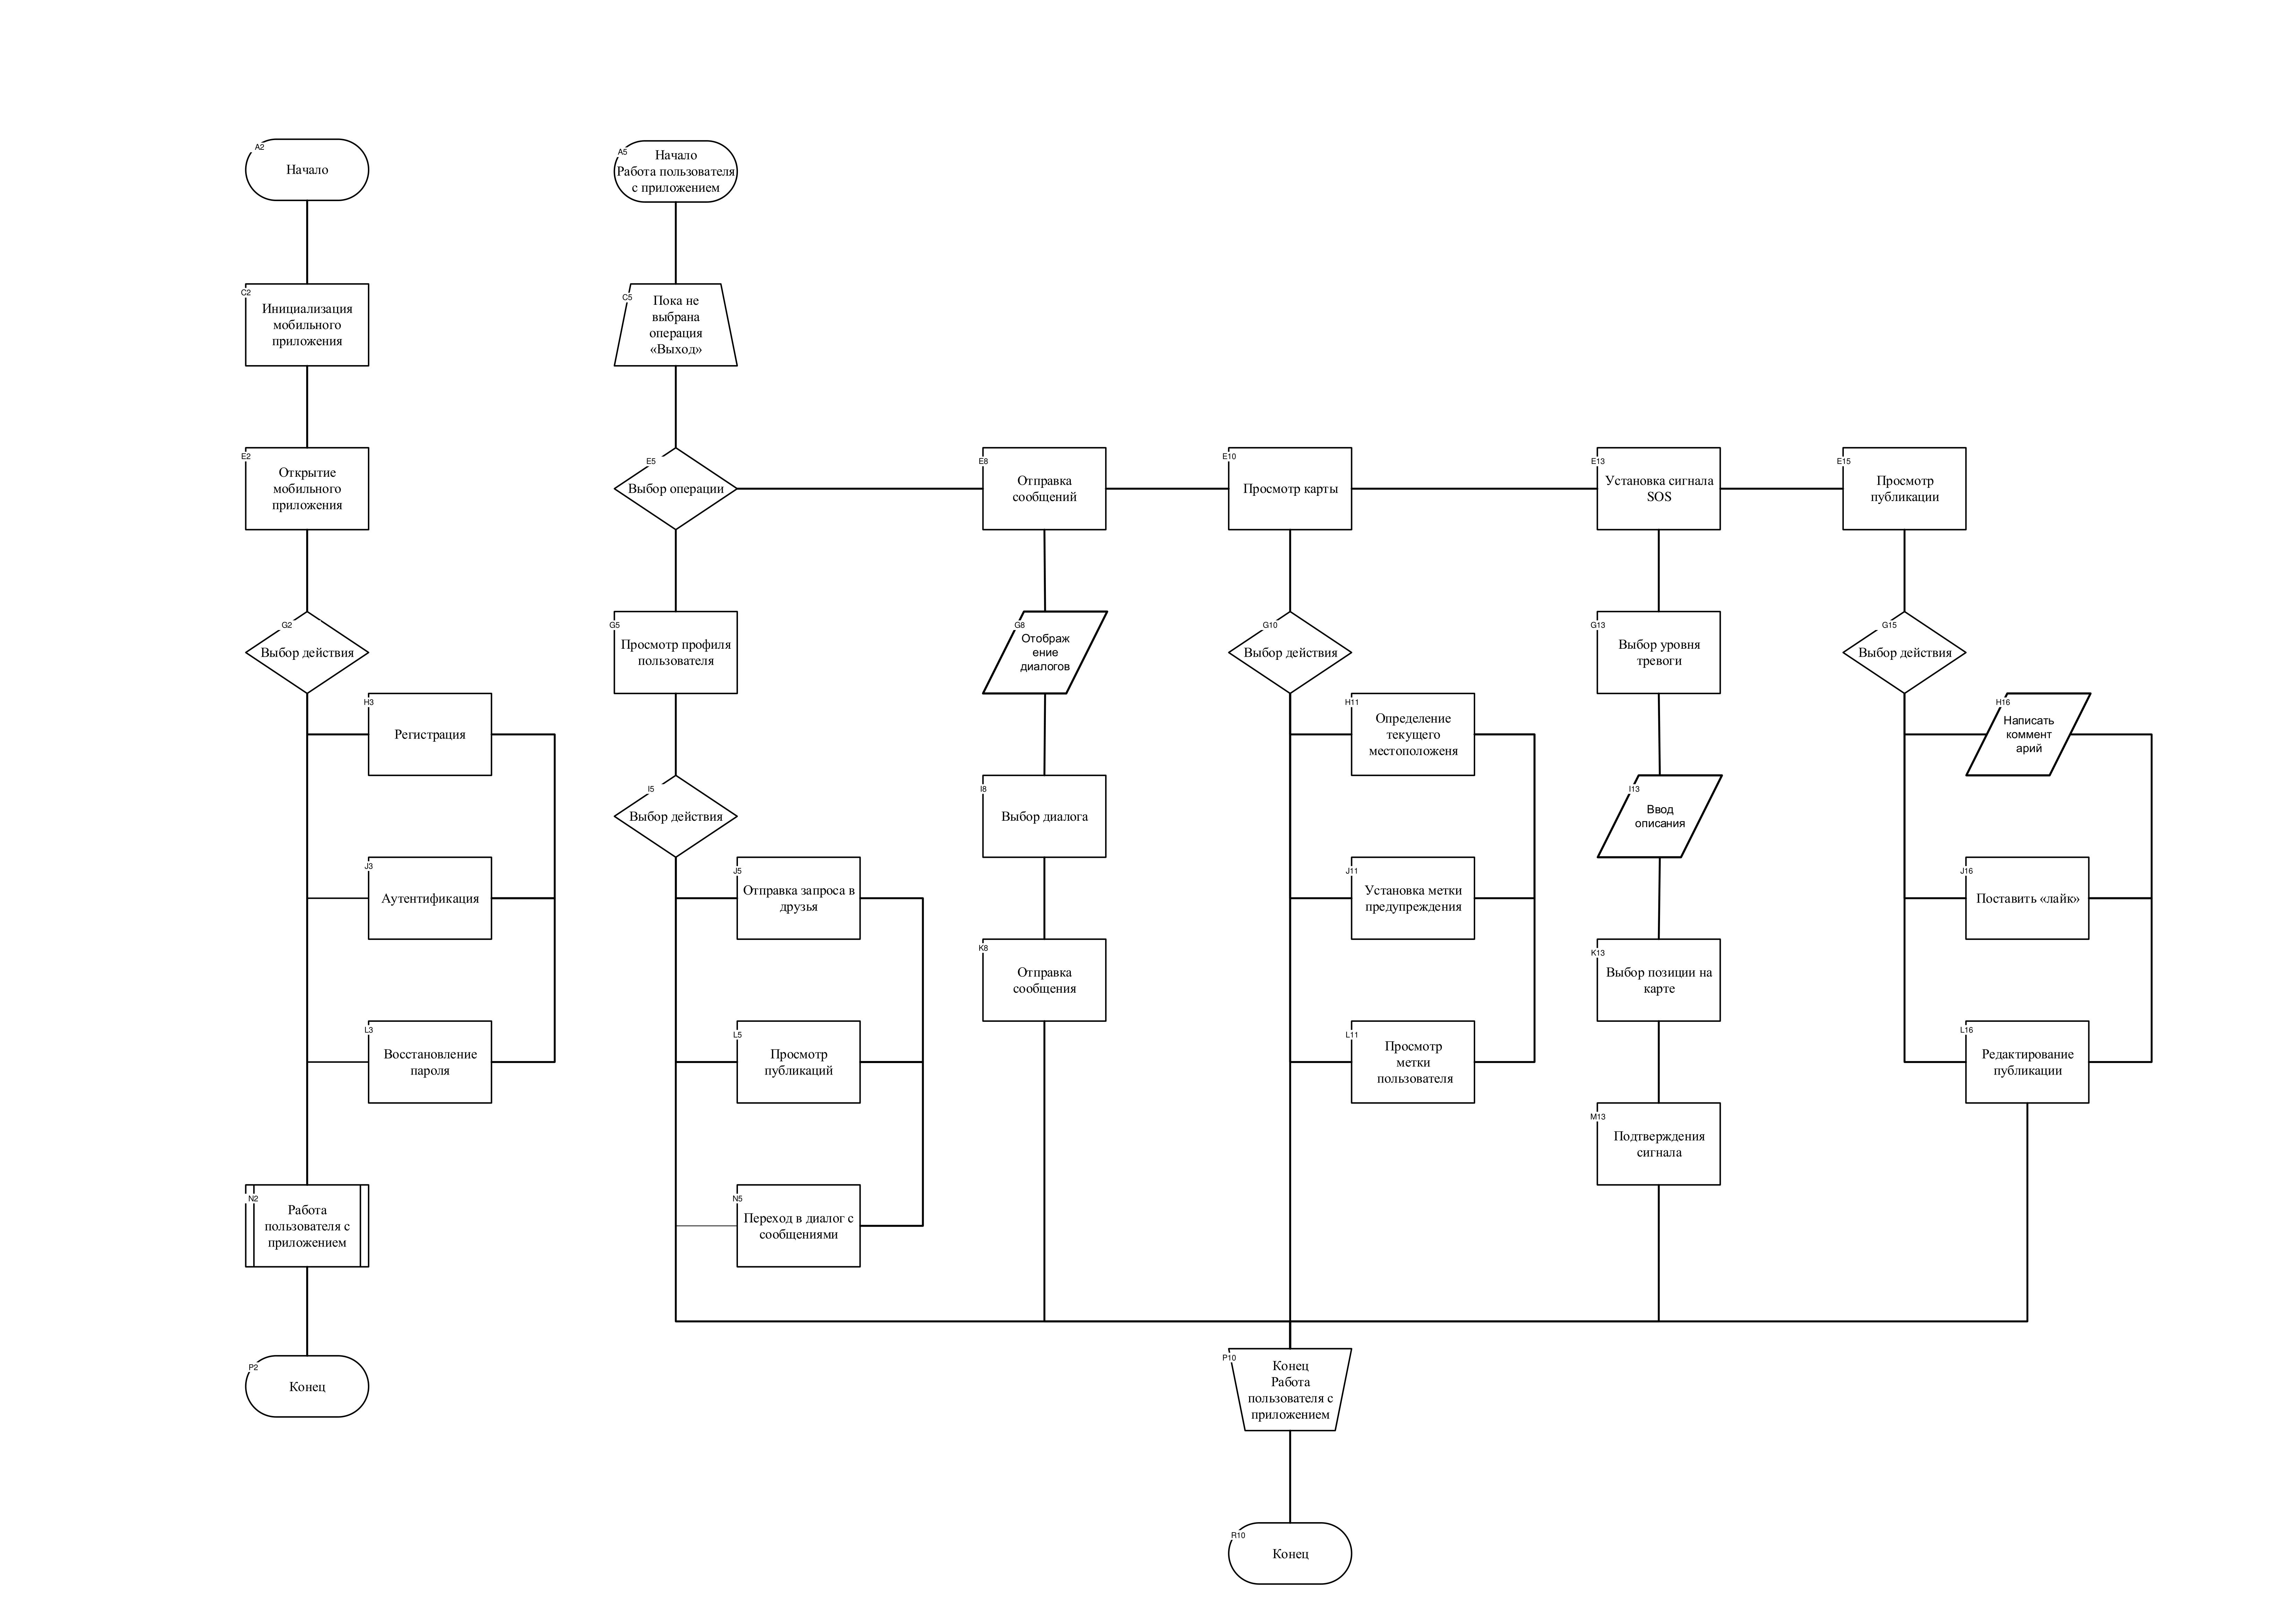 A2
Начало
C2
Инициализация
мобильного
приложения
E2
Открытие
мобильного
приложения
G2
Выбор действия
H3
Регистрация
J3
Аутентификация
L3
Восстановление
пароля
N2
Работа
пользователя с
приложением
P2
Конец
A5
Начало
Работа пользователя
с приложением
C5
Пока не
выбрана
операция
«Выход»
E5
Выбор операции
G5
Просмотр профиля
пользователя
I5
Выбор действия
J5
Отправка запроса в
друзья
L5
Просмотр
публикаций
N5
Переход в диалог с
сообщениями
E8
Отправка
сообщений
G8
Отображ
ение
диалогов
I8
Выбор диалога
K8
Отправка
сообщения
E10
Просмотр карты
G10
Выбор действия
H11
Определение
текущего
местоположеня
J11
Установка метки
предупреждения
L11
Просмотр
метки
пользователя
E13
Установка сигнала
SOS
G13
Выбор уровня
тревоги
I13
Ввод
описания
K13
Выбор позиции на
карте
M13
Подтверждения
сигнала
E15
Просмотр
публикации
G15
Выбор действия
H16
Написать
коммент
арий
J16
Поставить «лайк»
L16
Редактирование
публикации
P10
Конец
Работа
пользователя с
приложением
R10
Конец